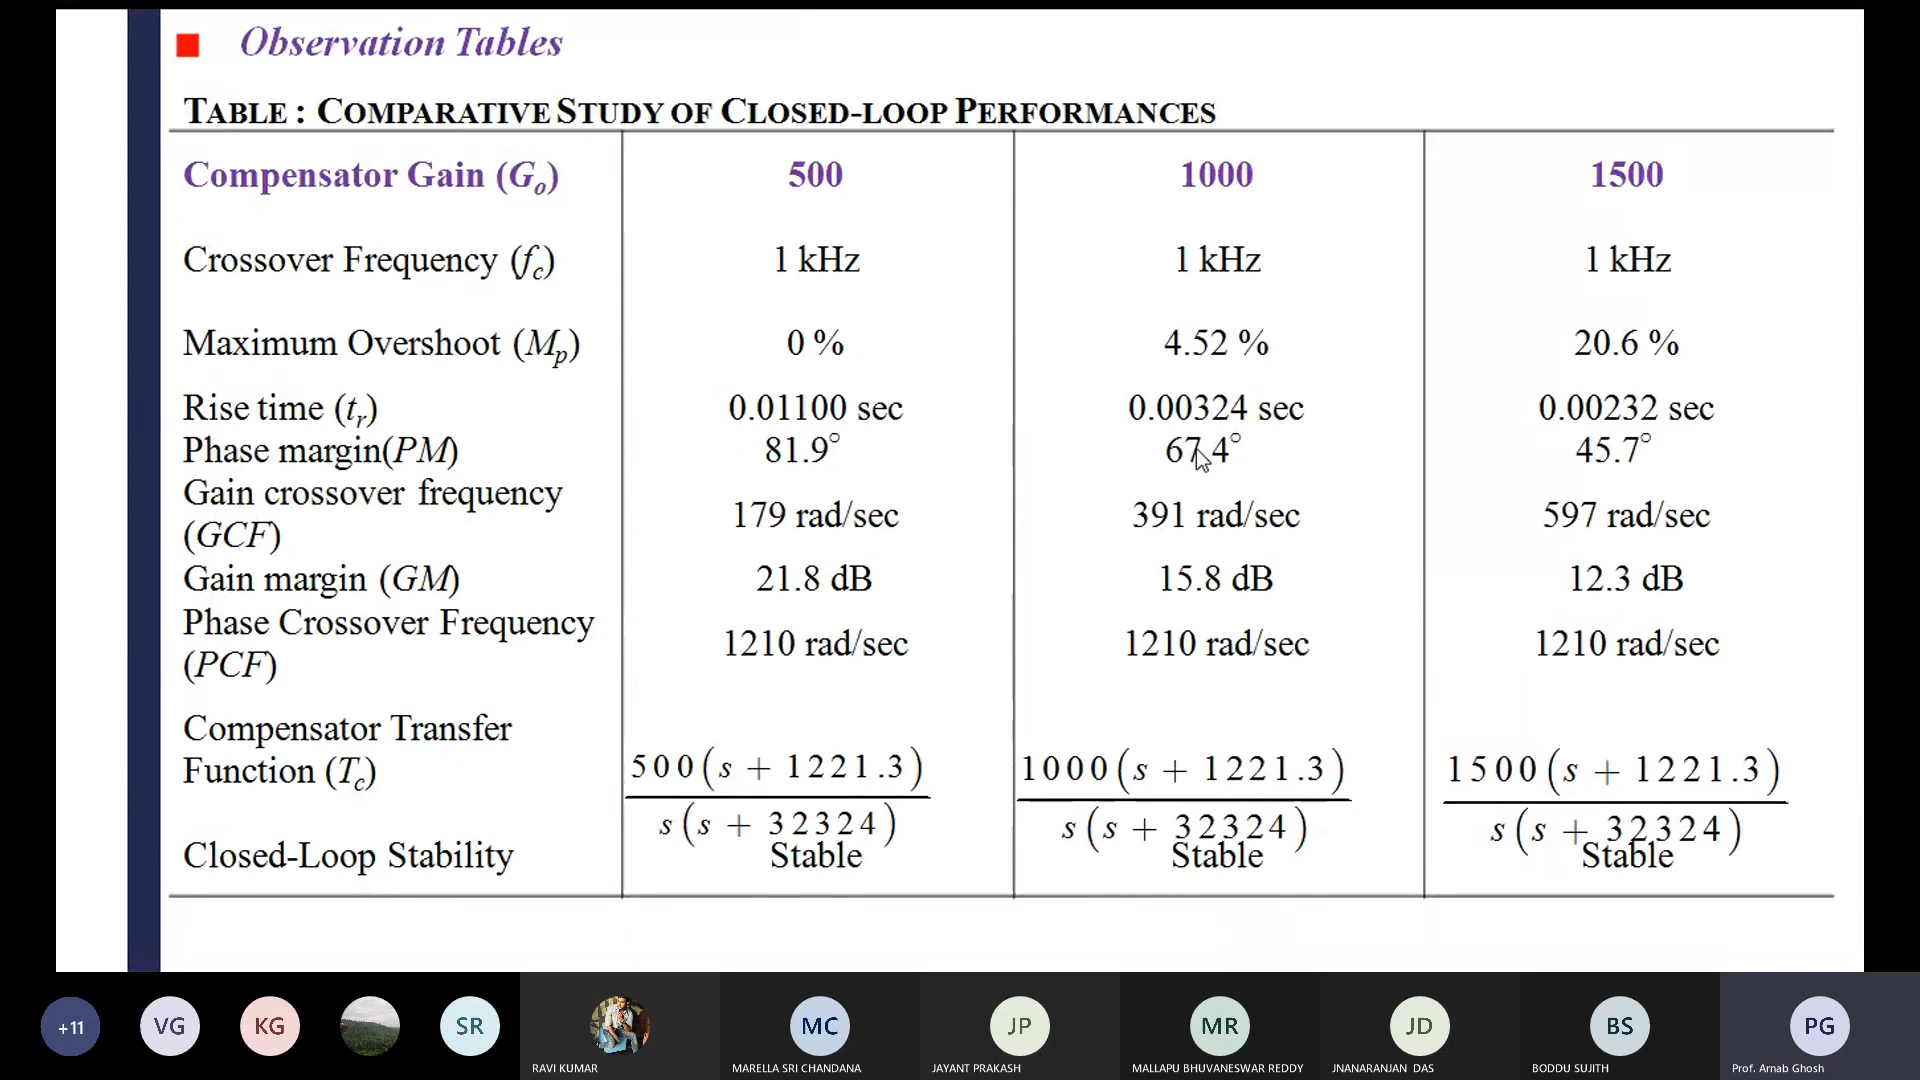 Observation Tables
TABLE : COMPARATIVE STUDY OF CLOSED-LOOP PERFORMANCES
Compensator Gain (Go) 500 1000 1500
Crossover Frequency (fc) 1 kHz 1 kHz 1 kHz
Maximum Overshoot (Mp) 0 % 4.52 % 20.6 %
Rise time (tr) 0.01100 sec 0.00324 sec 0.00232 sec
Phase margin(PM) 81.9° 67.4° 45.7°
Gain crossover frequency
(GCF) 179 rad/sec 391 rad/sec 597 rad/sec
Gain margin (GM) 21.8 dB 15.8 dB 12.3 dB
Phase Crossover Frequency
(PCF) 1210 rad/sec 1210 rad/sec 1210 rad/sec
Compensator Transfer
Function (Tc) 500(s + 1221.3) 1000(s + 1221.3) 1500(s + 1221.3)
s(s + 32324) s(s + 32324) s(s + 32324)
Closed-Loop Stability Stable Stable Stable
+11 VG KG SR MC JP MR JD BS PG
RAVI KUMAR MARELLA SRI CHANDANA JAYANT PRAKASH MALLAPU BHUVANESWAR REDDY JNANARANJAN DAS BODDU SUJITH Prof. Arnab Ghosh